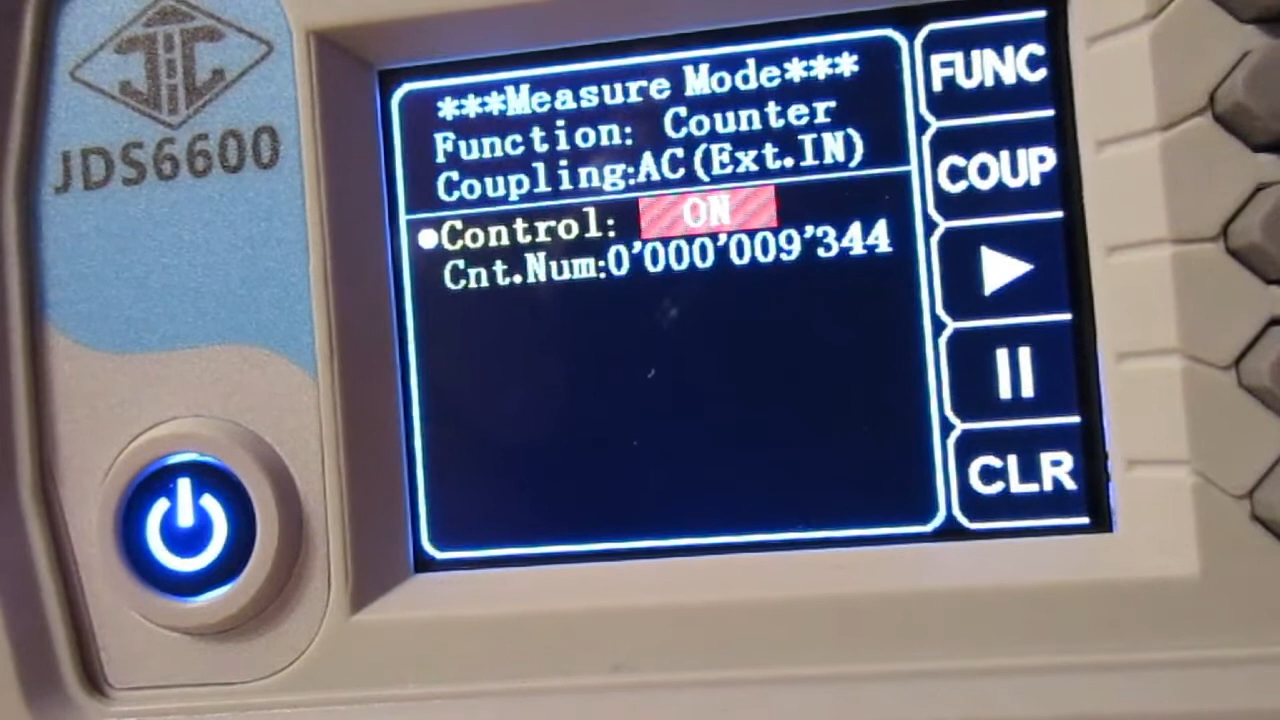 JDS6600
***Measure Mode***
Function: Counter
Coupling:AC(Ext.IN)
●Control: ON
Cnt.Num:0'000'009'344
FUNC
COUP
CLR